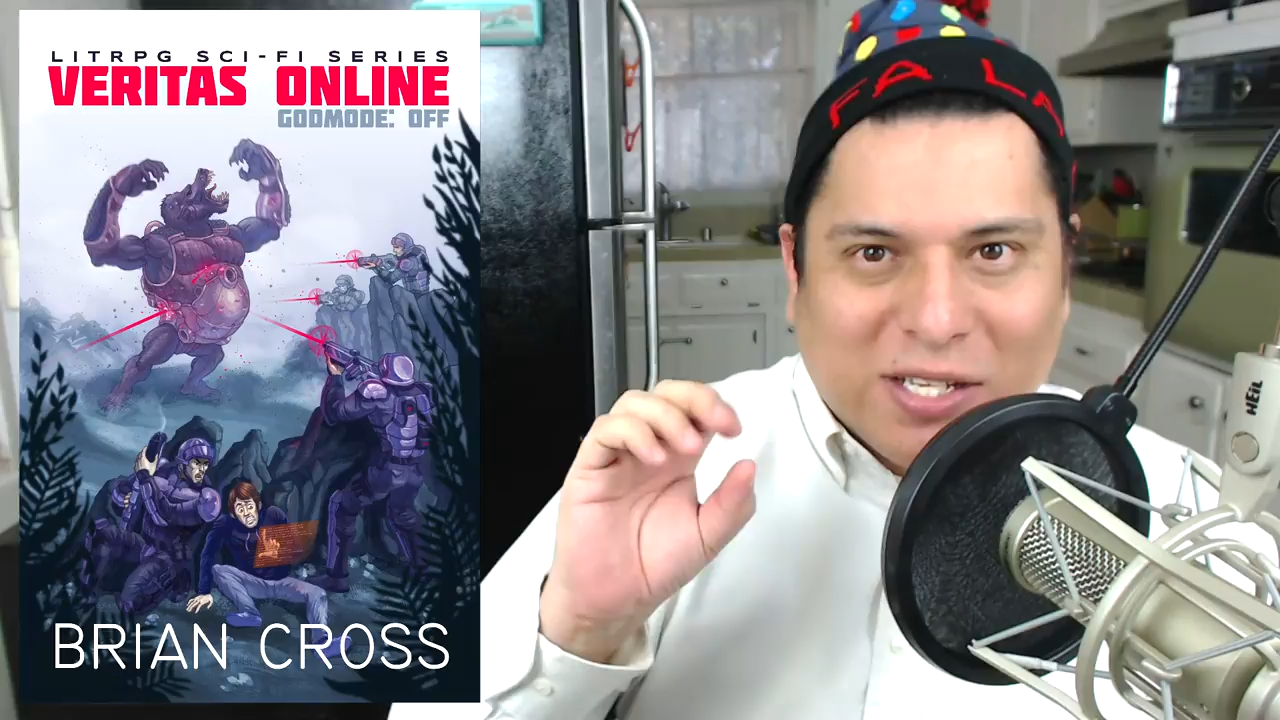 LITRPG SCI-FI SERIES
VERITAS ONLINE
GODMODE: OFF
BRIAN CROSS
FA LA
HEiL